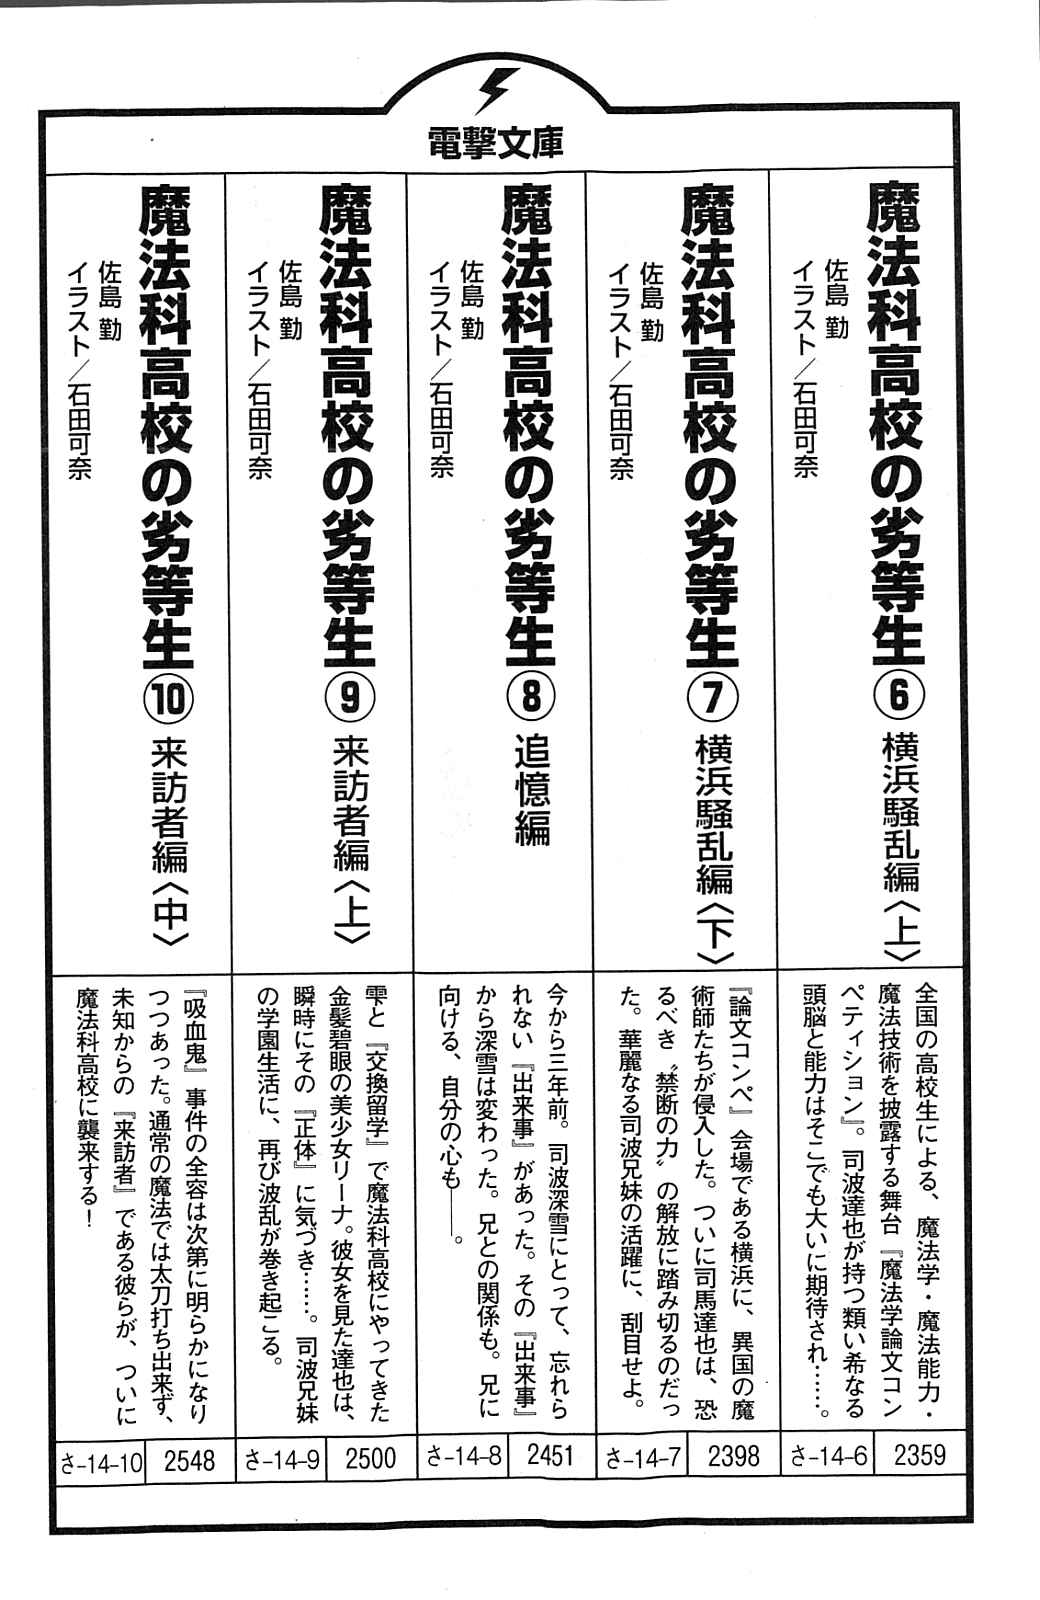 電撃文庫
魔法科高校の劣等生⑥ 横浜騒乱編〈上〉
佐島 勤
イラスト／石田可奈
全国の高校生による、魔法学・魔法能力・
魔法技術を披露する舞台『魔法学論文コン
ペティション』。司波達也が持つ類い希なる
頭脳と能力はそこでも大いに期待され……。
さ-14-6
2359
魔法科高校の劣等生⑦ 横浜騒乱編〈下〉
佐島 勤
イラスト／石田可奈
『論文コンペ』会場である横浜に、異国の魔
術師たちが侵入した。ついに司馬達也は、恐
るべき〝禁断の力〟の解放に踏み切るのだっ
た。華麗なる司波兄妹の活躍に、刮目せよ。
さ-14-7
2398
魔法科高校の劣等生⑧ 追憶編
佐島 勤
イラスト／石田可奈
今から三年前。司波深雪にとって、忘れら
れない『出来事』があった。その『出来事』
から深雪は変わった。兄との関係も。兄に
向ける、自分の心も――。
さ-14-8
2451
魔法科高校の劣等生⑨ 来訪者編〈上〉
佐島 勤
イラスト／石田可奈
雫と『交換留学』で魔法科高校にやってきた
金髪碧眼の美少女リーナ。彼女を見た達也は、
瞬時にその『正体』に気づき……。司波兄妹
の学園生活に、再び波乱が巻き起こる。
さ-14-9
2500
魔法科高校の劣等生⑩ 来訪者編〈中〉
佐島 勤
イラスト／石田可奈
『吸血鬼』事件の全容は次第に明らかになり
つつあった。通常の魔法では太刀打ち出来ず、
未知からの『来訪者』である彼らが、ついに
魔法科高校に襲来する！
さ-14-10
2548